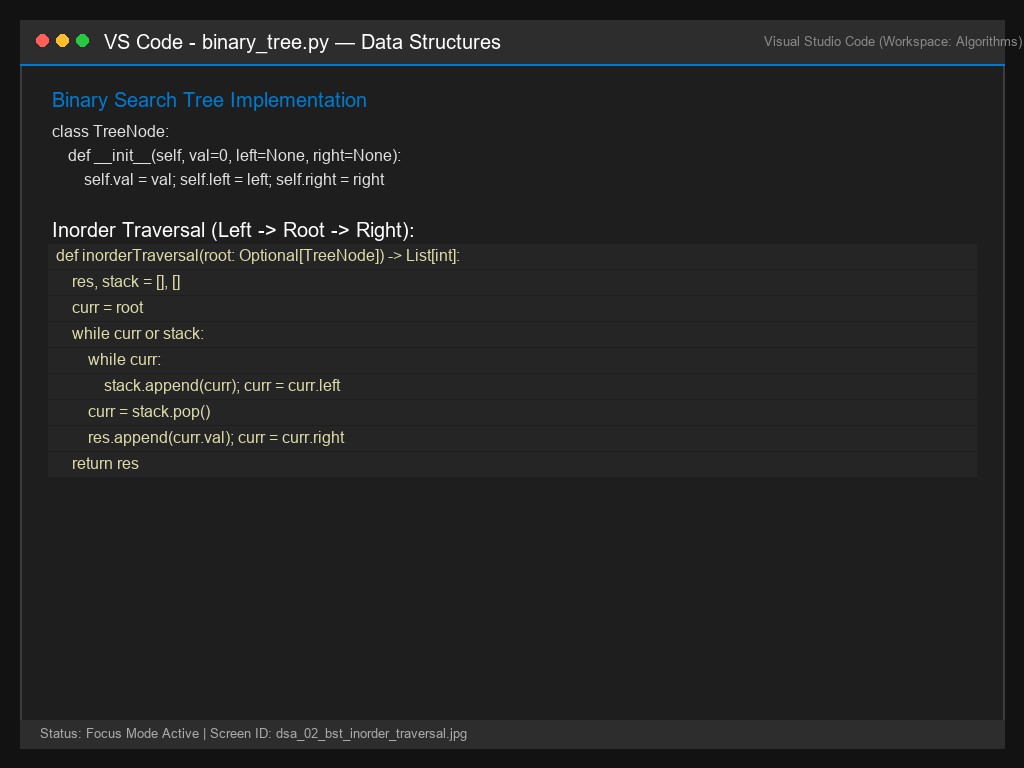 VS Code - binary_tree.py — Data Structures
Visual Studio Code (Workspace: Algorithms)
Binary Search Tree Implementation
class TreeNode:
    def __init__(self, val=0, left=None, right=None):
        self.val = val; self.left = left; self.right = right
Inorder Traversal (Left -> Root -> Right):
def inorderTraversal(root: Optional[TreeNode]) -> List[int]:
    res, stack = [], []
    curr = root
    while curr or stack:
        while curr:
            stack.append(curr); curr = curr.left
        curr = stack.pop()
        res.append(curr.val); curr = curr.right
    return res
Status: Focus Mode Active | Screen ID: dsa_02_bst_inorder_traversal.jpg